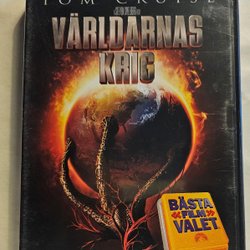 TOM CRUISE
VÄRLDARNAS
KRIG
BÄSTA
«FILM»
VALET